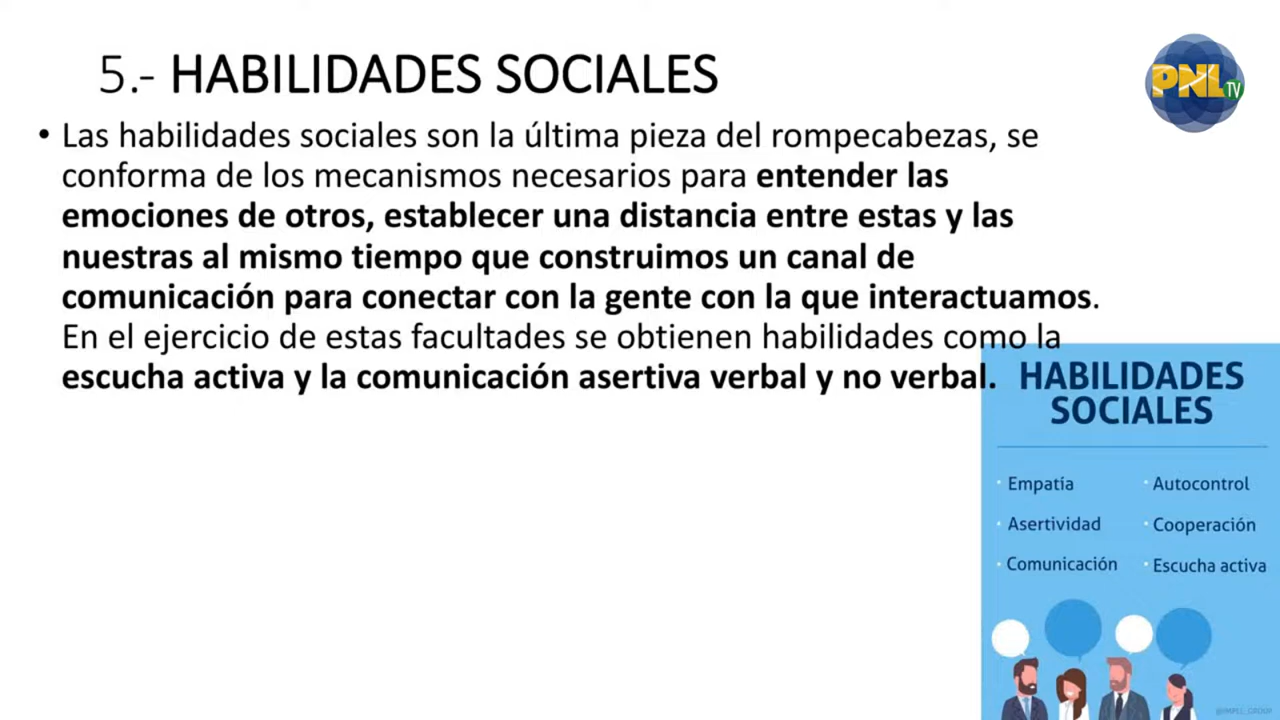 5.- HABILIDADES SOCIALES
PNL TV
• Las habilidades sociales son la última pieza del rompecabezas, se
conforma de los mecanismos necesarios para entender las
emociones de otros, establecer una distancia entre estas y las
nuestras al mismo tiempo que construimos un canal de
comunicación para conectar con la gente con la que interactuamos.
En el ejercicio de estas facultades se obtienen habilidades como la
escucha activa y la comunicación asertiva verbal y no verbal.
HABILIDADES
SOCIALES
• Empatía
• Asertividad
• Comunicación
• Autocontrol
• Cooperación
• Escucha activa